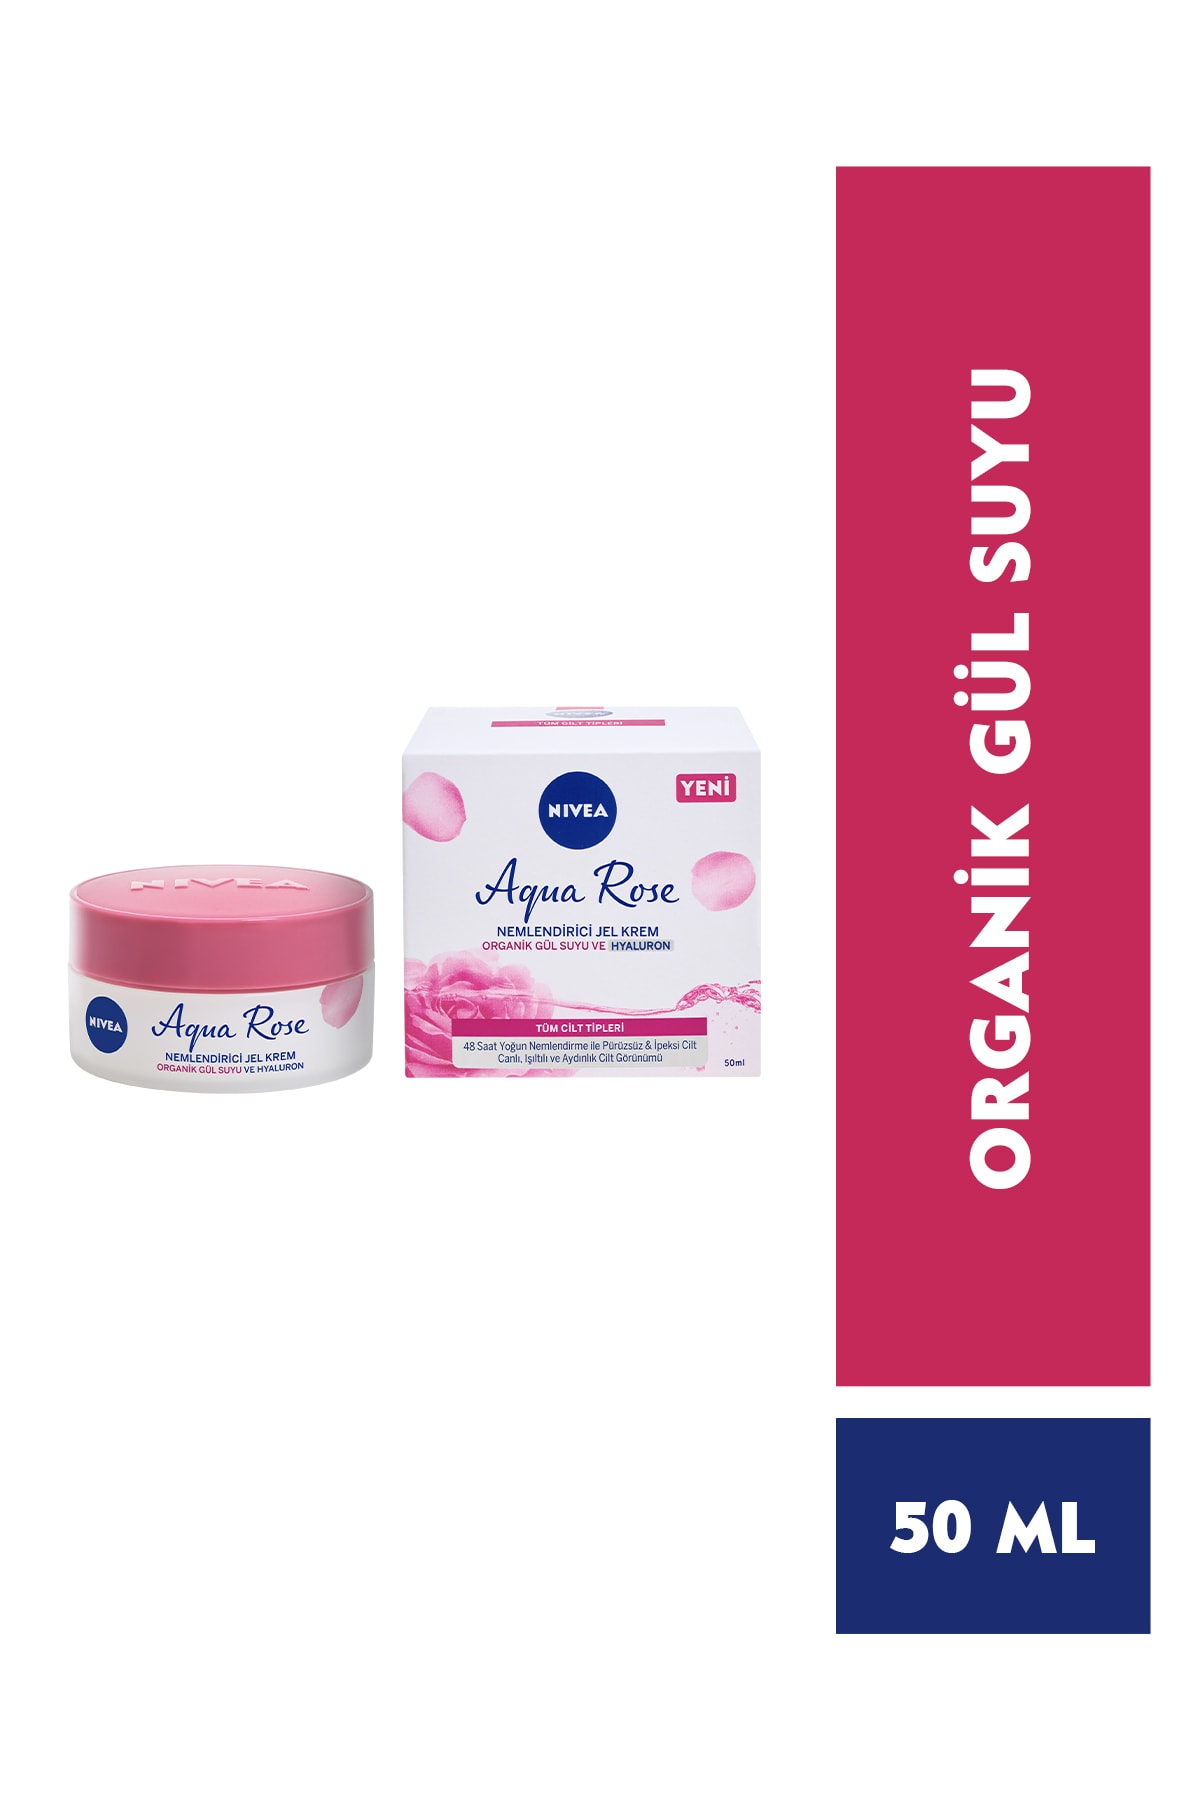 NIVEA
NIVEA
Aqua Rose
NEMLENDİRİCİ JEL KREM
ORGANİK GÜL SUYU VE HYALURON
NIVEA
TÜM CİLT TİPLERİ
NIVEA
YENİ
Aqua Rose
NEMLENDİRİCİ JEL KREM
ORGANİK GÜL SUYU VE HYALURON
TÜM CİLT TİPLERİ
48 Saat Yoğun Nemlendirme ile Pürüzsüz & İpeksi Cilt
Canlı, Işıltılı ve Aydınlık Cilt Görünümü
50ml
ORGANİK GÜL SUYU
50 ML